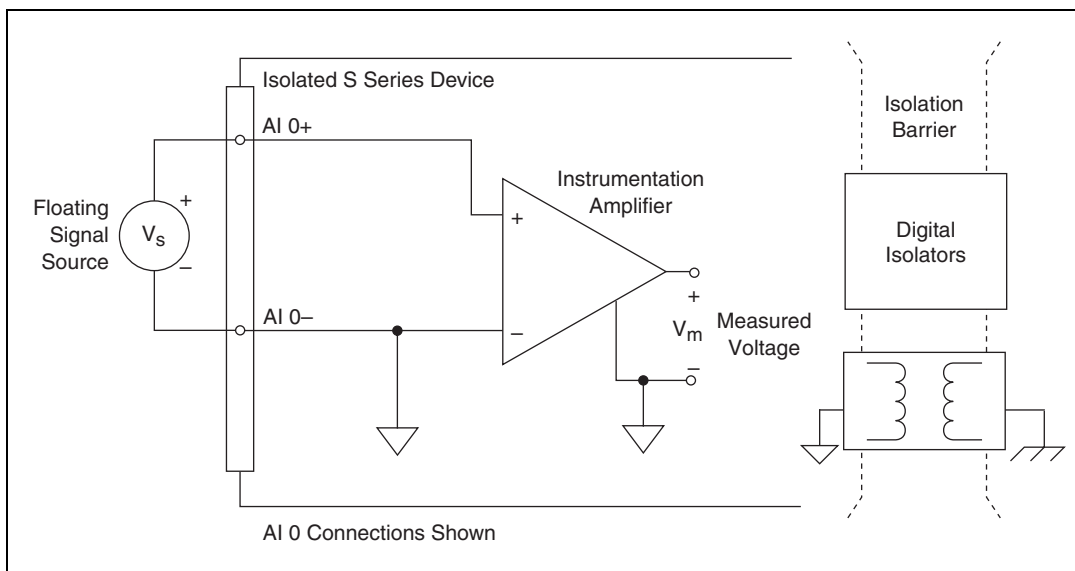 Isolated S Series Device
AI 0+
Isolation
Barrier
Instrumentation
Amplifier
Floating
Signal
Source
+
Vs
–
+
Digital
Isolators
AI 0–
–
+
Vm
–
Measured
Voltage
AI 0 Connections Shown